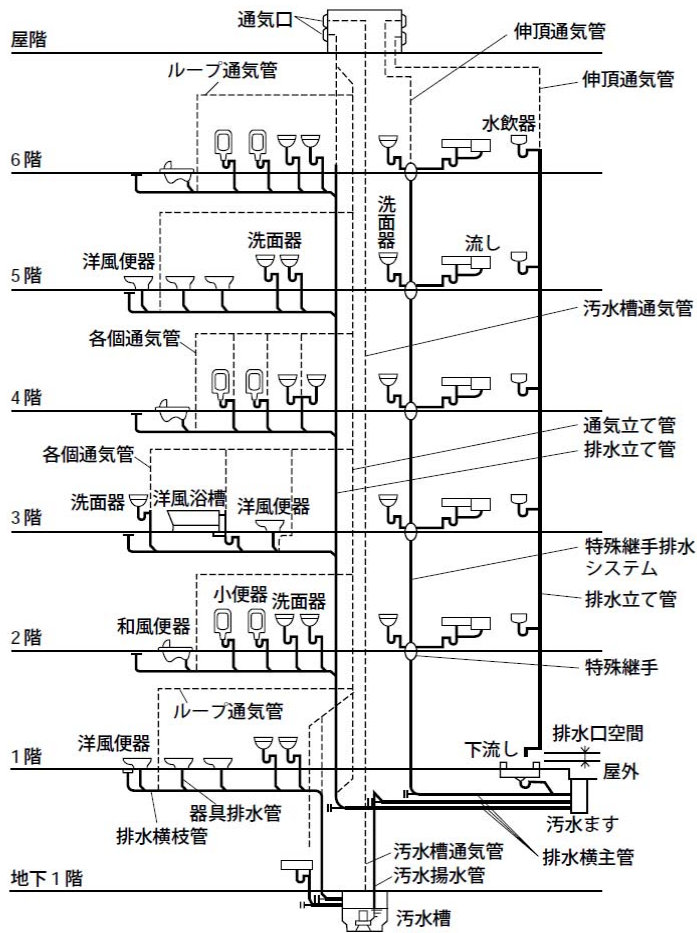 通気口
伸頂通気管
屋階
ループ通気管
伸頂通気管
水飲器
6階
洗面器
洗面器
流し
洋風便器
5階
汚水槽通気管
各個通気管
4階
通気立て管
排水立て管
各個通気管
洗面器
洋風浴槽
洋風便器
3階
特殊継手排水
システム
小便器
洗面器
排水立て管
和風便器
2階
特殊継手
ループ通気管
洋風便器
下流し
排水口空間
1階
屋外
器具排水管
汚水ます
排水横枝管
汚水槽通気管
排水横主管
地下1階
汚水揚水管
汚水槽